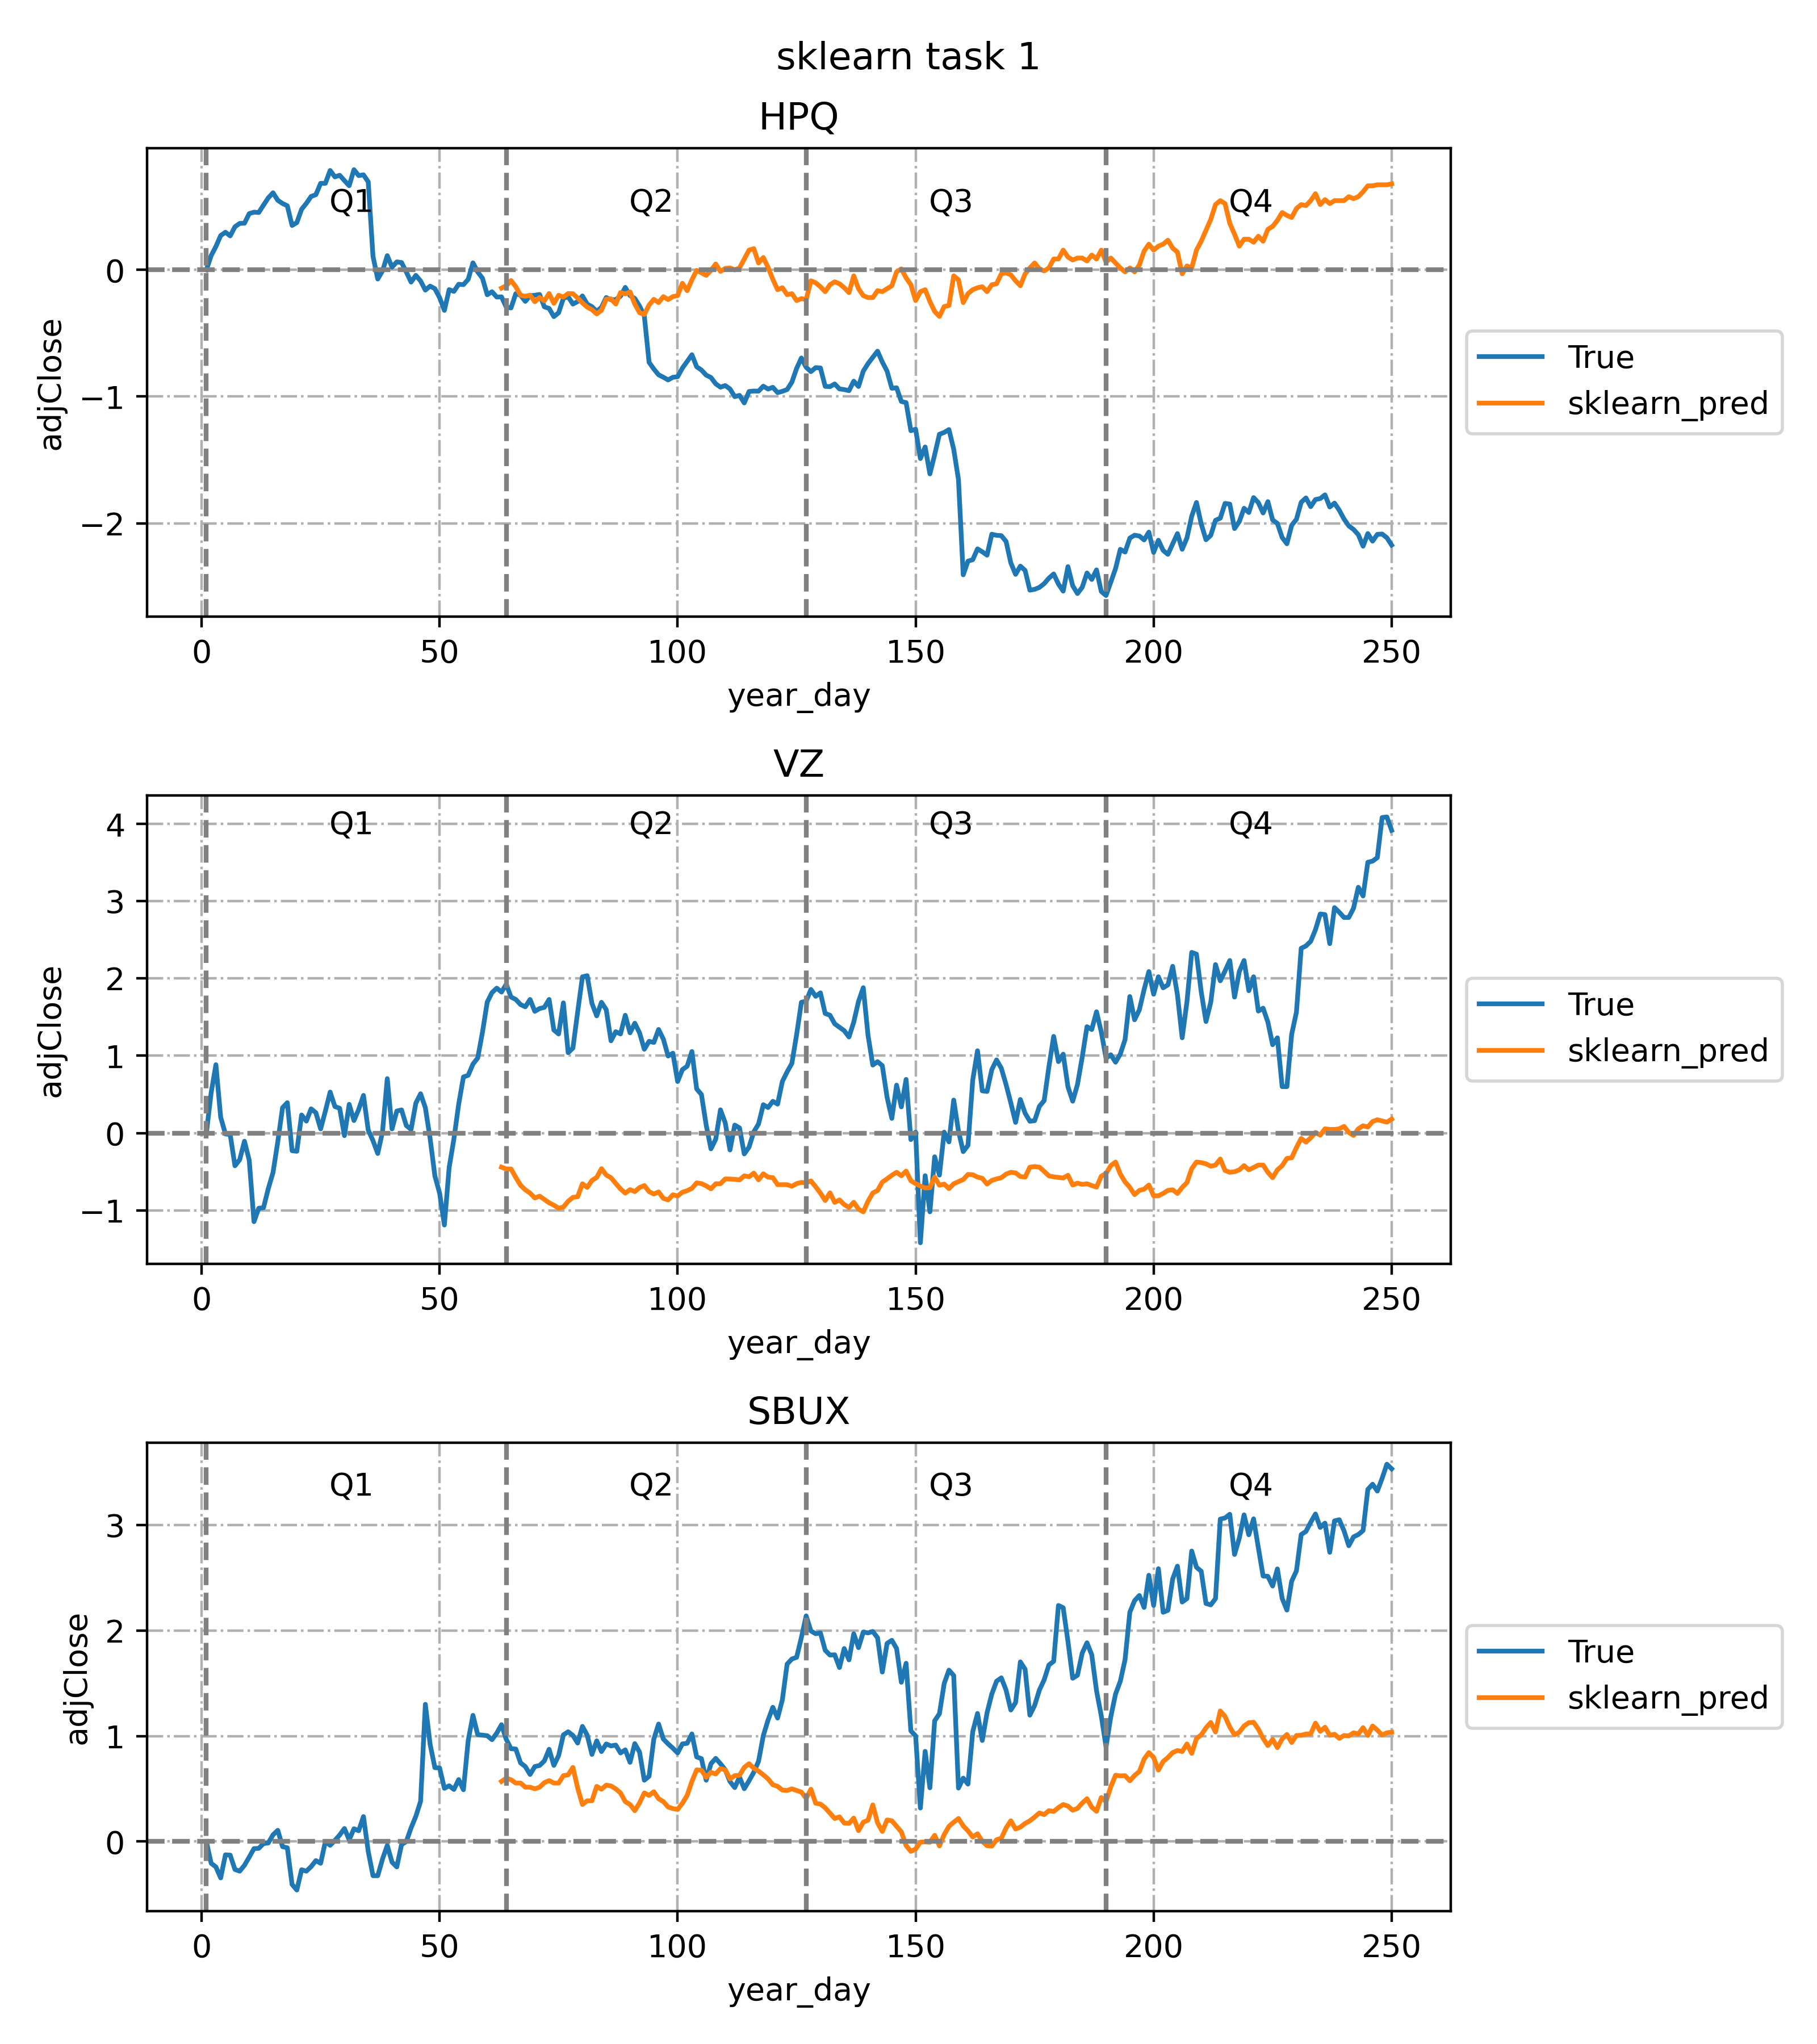 sklearn task 1
HPQ
Q1 Q2 Q3 Q4
0
−1
−2
adjClose
0 50 100 150 200 250
year_day
True
sklearn_pred
VZ
Q1 Q2 Q3 Q4
4
3
2
1
0
−1
adjClose
0 50 100 150 200 250
year_day
True
sklearn_pred
SBUX
Q1 Q2 Q3 Q4
3
2
1
0
adjClose
0 50 100 150 200 250
year_day
True
sklearn_pred